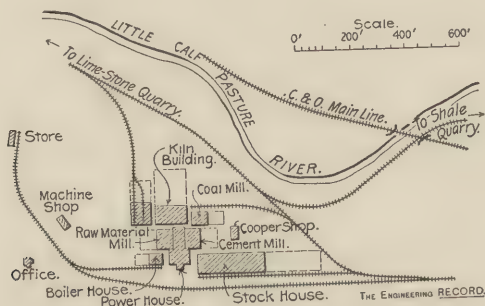 LITTLE CALF PASTURE RIVER.
Scale.
0' 200' 400' 600'
To Lime-Stone Quarry.
C. & O. Main Line.
To Shale
Quarry.
Store
Kiln
Building.
Coal Mill.
Machine
Shop
Raw Material
Mill.
Cooper Shop.
Cement Mill.
Office.
Boiler House.
Power House.
Stock House
THE ENGINEERING RECORD.